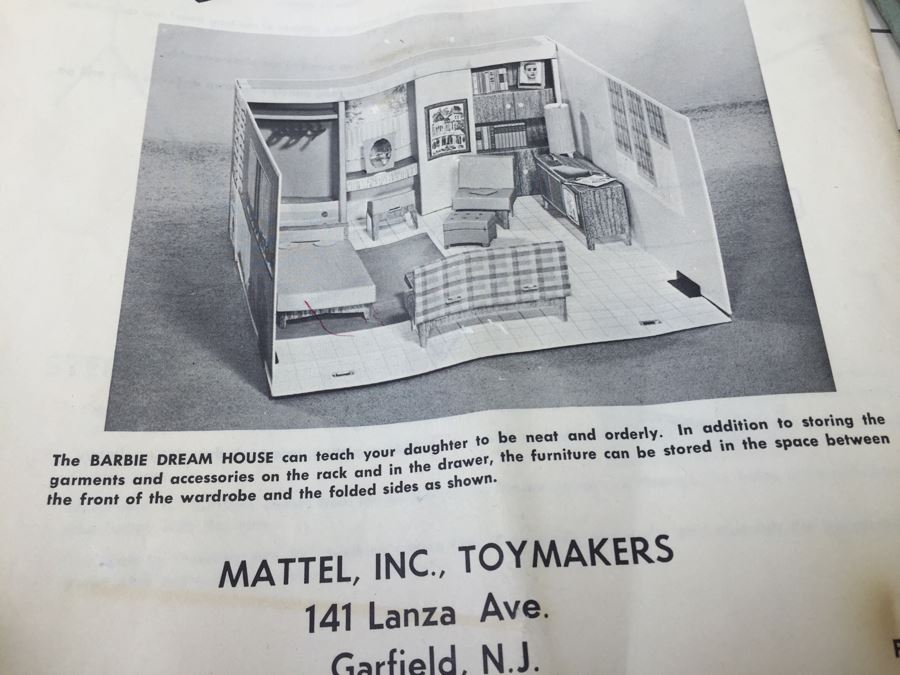 The BARBIE DREAM HOUSE can teach your daughter to be neat and orderly. In addition to storing the
garments and accessories on the rack and in the drawer, the furniture can be stored in the space between
the front of the wardrobe and the folded sides as shown.
MATTEL, INC., TOYMAKERS
141 Lanza Ave.
Garfield, N.J.